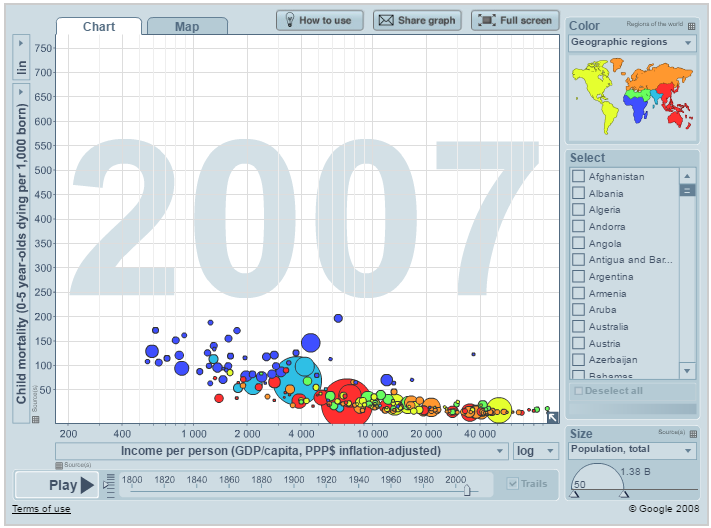 Chart
Map
How to use
Share graph
Full screen
Color
Regions of the world
Geographic regions
lin
Child mortality (0-5 year-olds dying per 1,000 born)
Source(s)
750
700
650
600
550
500
450
400
350
300
250
200
150
100
50
2007
200
400
1 000
2 000
4 000
10 000
20 000
40 000
Income per person (GDP/capita, PPP$ inflation-adjusted)
log
Source(s)
Select
Afghanistan
Albania
Algeria
Andorra
Angola
Antigua and Bar...
Argentina
Armenia
Aruba
Australia
Austria
Azerbaijan
Bahamas
Deselect all
Size
Source(s)
Population, total
1.38 B
50
Play
1800
1820
1840
1860
1880
1900
1920
1940
1960
1980
2000
Trails
Terms of use
© Google 2008